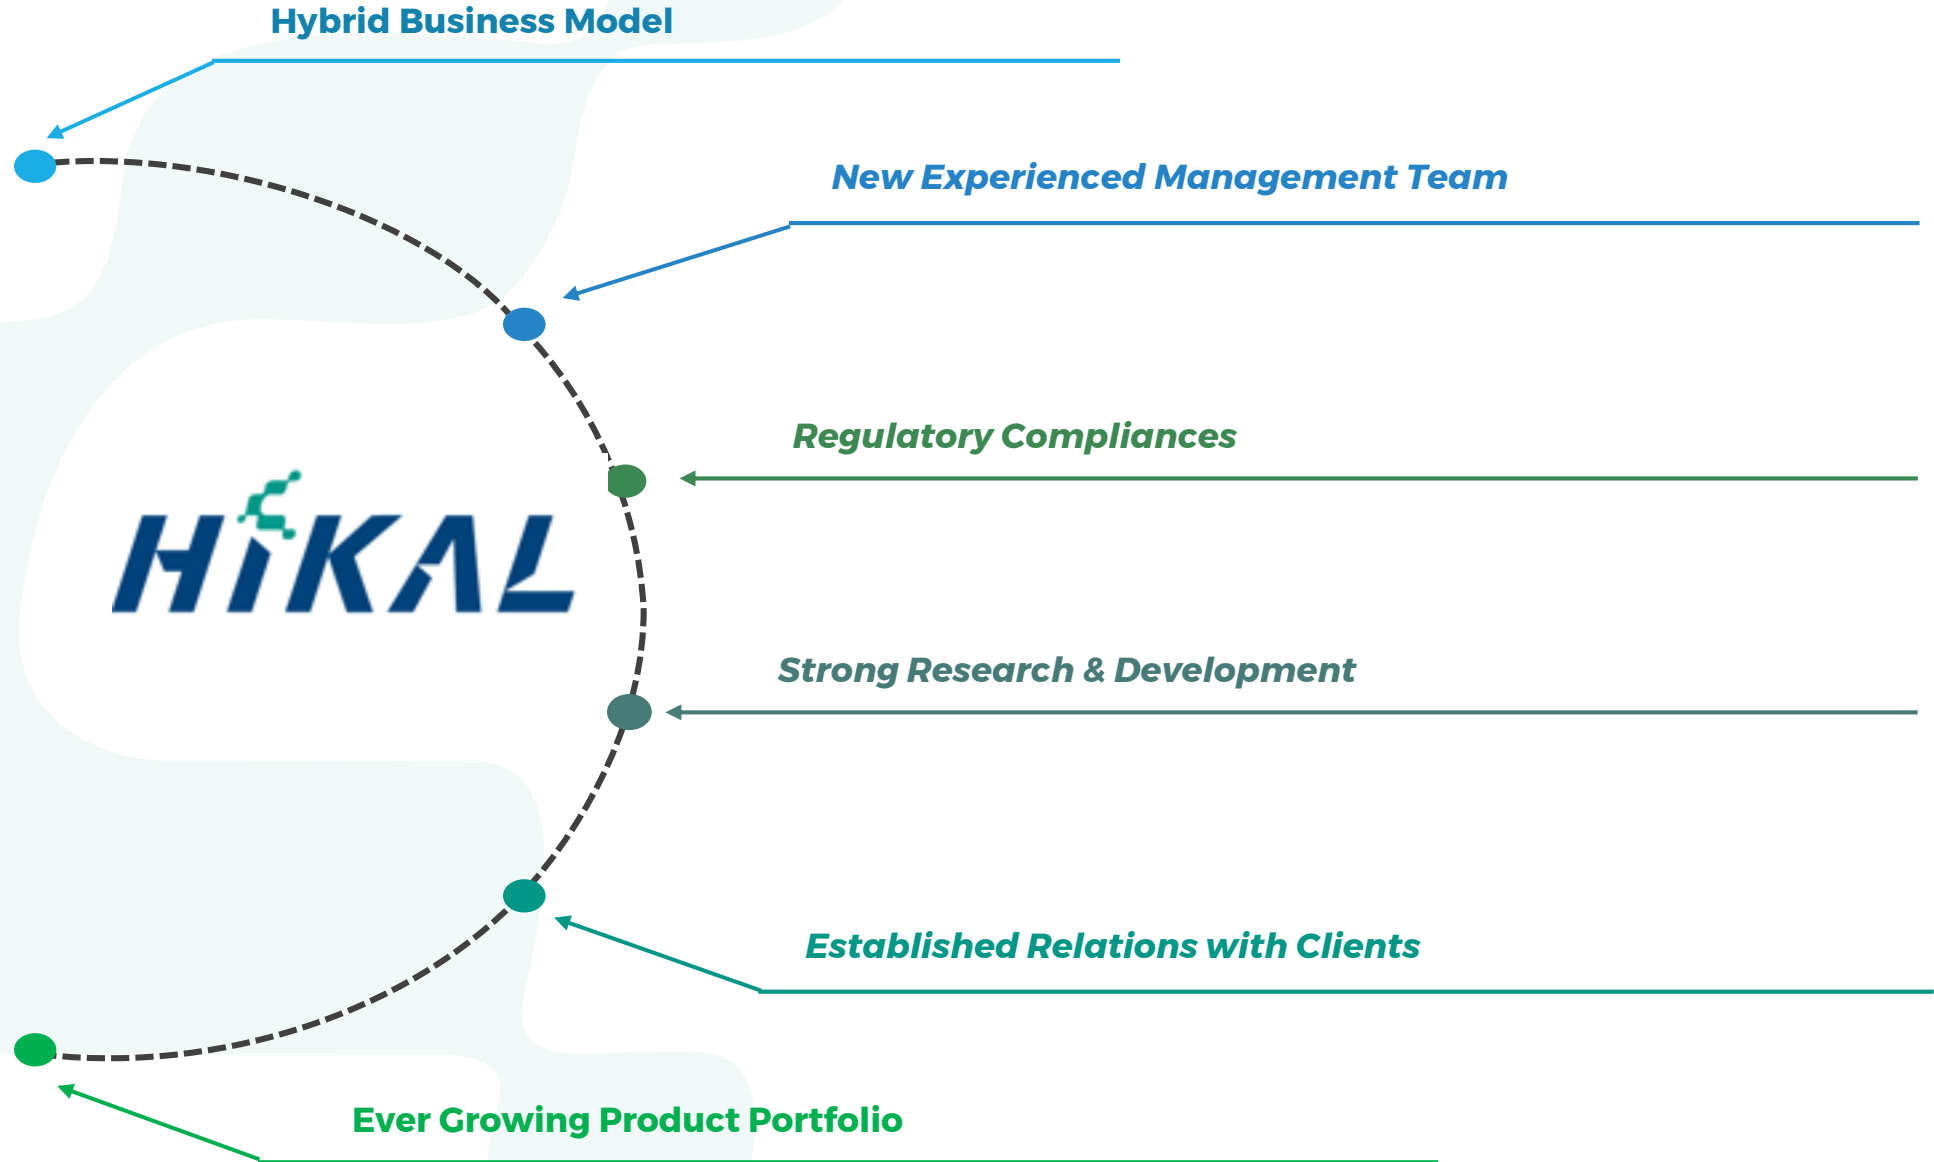 Hybrid Business Model
New Experienced Management Team
Regulatory Compliances
HIKAL
Strong Research & Development
Established Relations with Clients
Ever Growing Product Portfolio